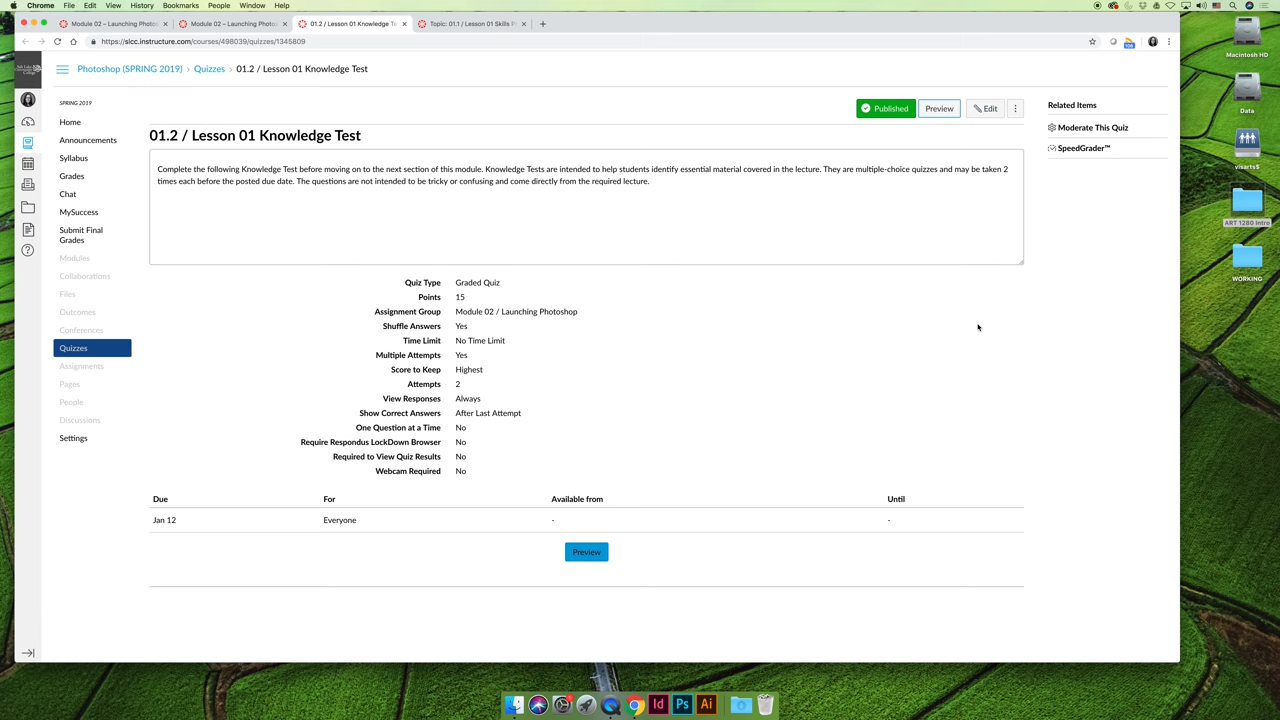 Chrome File Edit View History Bookmarks People Window Help
Module 02 – Launching Photos
Module 02 – Launching Photos
01.2 / Lesson 01 Knowledge Te
Topic: 01.1 / Lesson 01 Skills P
https://slcc.instructure.com/courses/498039/quizzes/1345809
Photoshop (SPRING 2019) › Quizzes › 01.2 / Lesson 01 Knowledge Test
SPRING 2019
Home
Announcements
Syllabus
Grades
Chat
MySuccess
Submit Final
Grades
Modules
Collaborations
Files
Outcomes
Conferences
Quizzes
Assignments
Pages
People
Discussions
Settings
Published
Preview
Edit
01.2 / Lesson 01 Knowledge Test
Complete the following Knowledge Test before moving on to the next section of this module. Knowledge Tests are intended to help students identify essential material covered in the lecture. They are multiple-choice quizzes and may be taken 2
times each before the posted due date. The questions are not intended to be tricky or confusing and come directly from the required lecture.
Quiz Type Graded Quiz
Points 15
Assignment Group Module 02 / Launching Photoshop
Shuffle Answers Yes
Time Limit No Time Limit
Multiple Attempts Yes
Score to Keep Highest
Attempts 2
View Responses Always
Show Correct Answers After Last Attempt
One Question at a Time No
Require Respondus LockDown Browser No
Required to View Quiz Results No
Webcam Required No
Due For Available from Until
Jan 12 Everyone - -
Preview
Related Items
Moderate This Quiz
SpeedGrader™
Macintosh HD
Data
visarts5
ART 1280 Intro
WORKING
Id Ps Ai